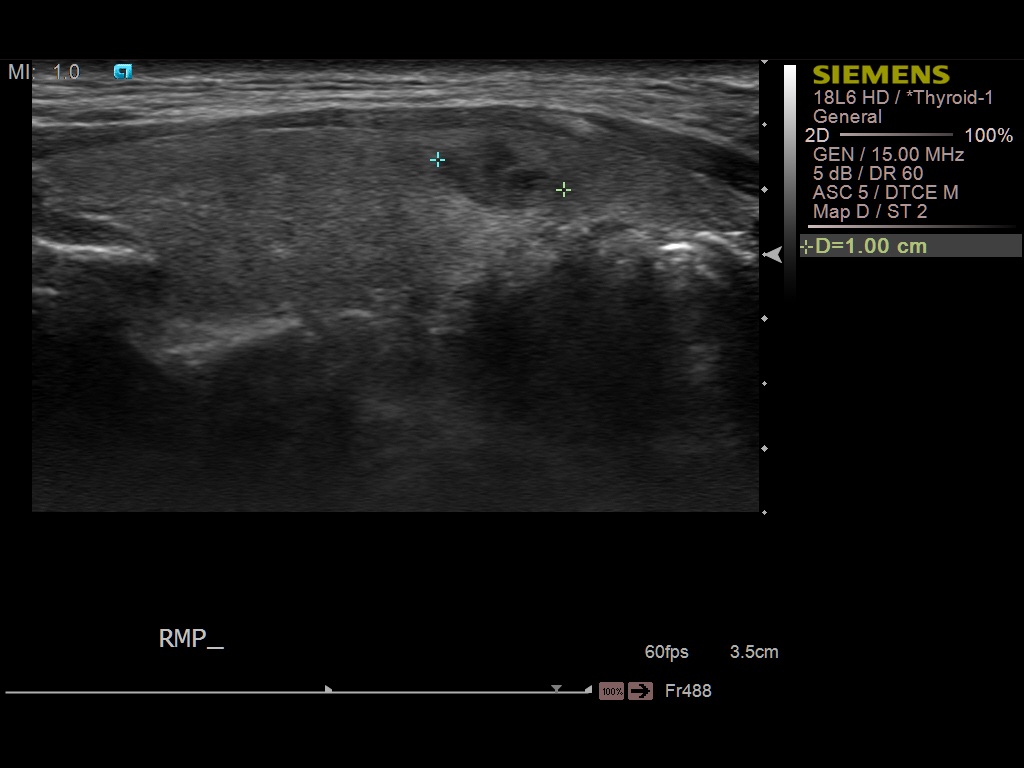 MI: 1.0
SIEMENS
18L6 HD / *Thyroid-1
General
2D 100%
GEN / 15.00 MHz
5 dB / DR 60
ASC 5 / DTCE M
Map D / ST 2
D=1.00 cm
RMP_
60fps 3.5cm
100% Fr488